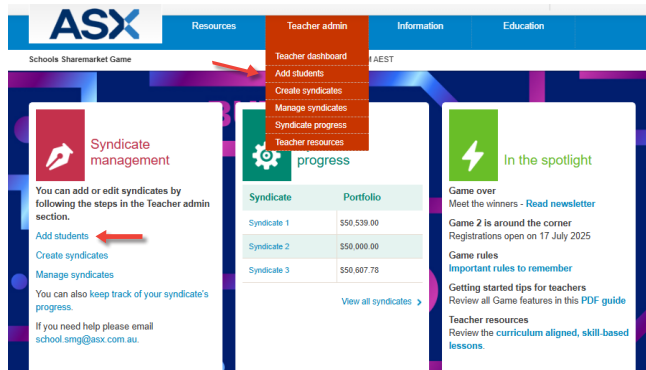 ASX
Resources
Teacher admin
Information
Education
Schools Sharemarket Game
AEST
Teacher dashboard
Add students
Create syndicates
Manage syndicates
Syndicate progress
Teacher resources
Syndicate
management
You can add or edit syndicates by
following the steps in the Teacher admin
section.
Add students
Create syndicates
Manage syndicates
You can also keep track of your syndicate's
progress.
If you need help please email
school.smg@asx.com.au.
progress
Syndicate Portfolio
Syndicate 1 $50,539.00
Syndicate 2 $50,000.00
Syndicate 3 $50,607.78
View all syndicates >
In the spotlight
Game over
Meet the winners - Read newsletter
Game 2 is around the corner
Registrations open on 17 July 2025
Game rules
Important rules to remember
Getting started tips for teachers
Review all Game features in this PDF guide
Teacher resources
Review the curriculum aligned, skill-based
lessons.